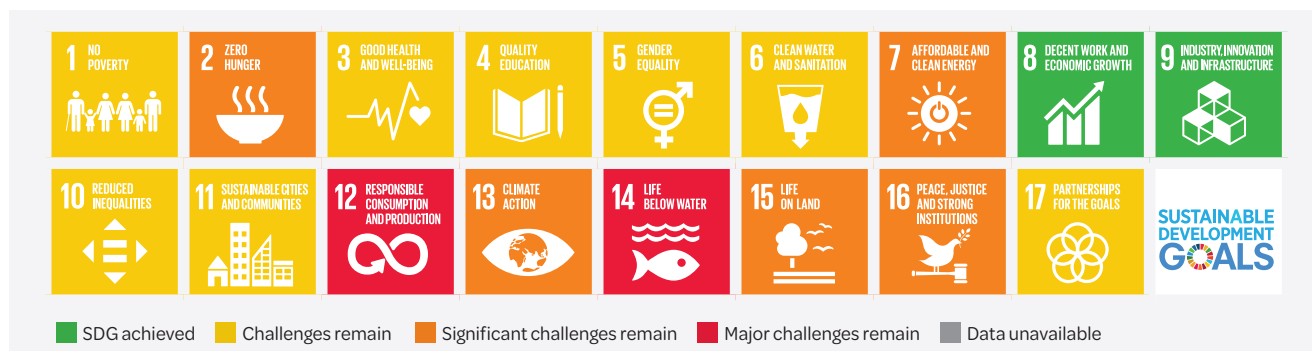 1 NO
POVERTY
2 ZERO
HUNGER
3 GOOD HEALTH
AND WELL-BEING
4 QUALITY
EDUCATION
5 GENDER
EQUALITY
6 CLEAN WATER
AND SANITATION
7 AFFORDABLE AND
CLEAN ENERGY
8 DECENT WORK AND
ECONOMIC GROWTH
9 INDUSTRY, INNOVATION
AND INFRASTRUCTURE
10 REDUCED
INEQUALITIES
11 SUSTAINABLE CITIES
AND COMMUNITIES
12 RESPONSIBLE
CONSUMPTION
AND PRODUCTION
13 CLIMATE
ACTION
14 LIFE
BELOW WATER
15 LIFE
ON LAND
16 PEACE, JUSTICE
AND STRONG
INSTITUTIONS
17 PARTNERSHIPS
FOR THE GOALS
SUSTAINABLE
DEVELOPMENT
GOALS
SDG achieved
Challenges remain
Significant challenges remain
Major challenges remain
Data unavailable